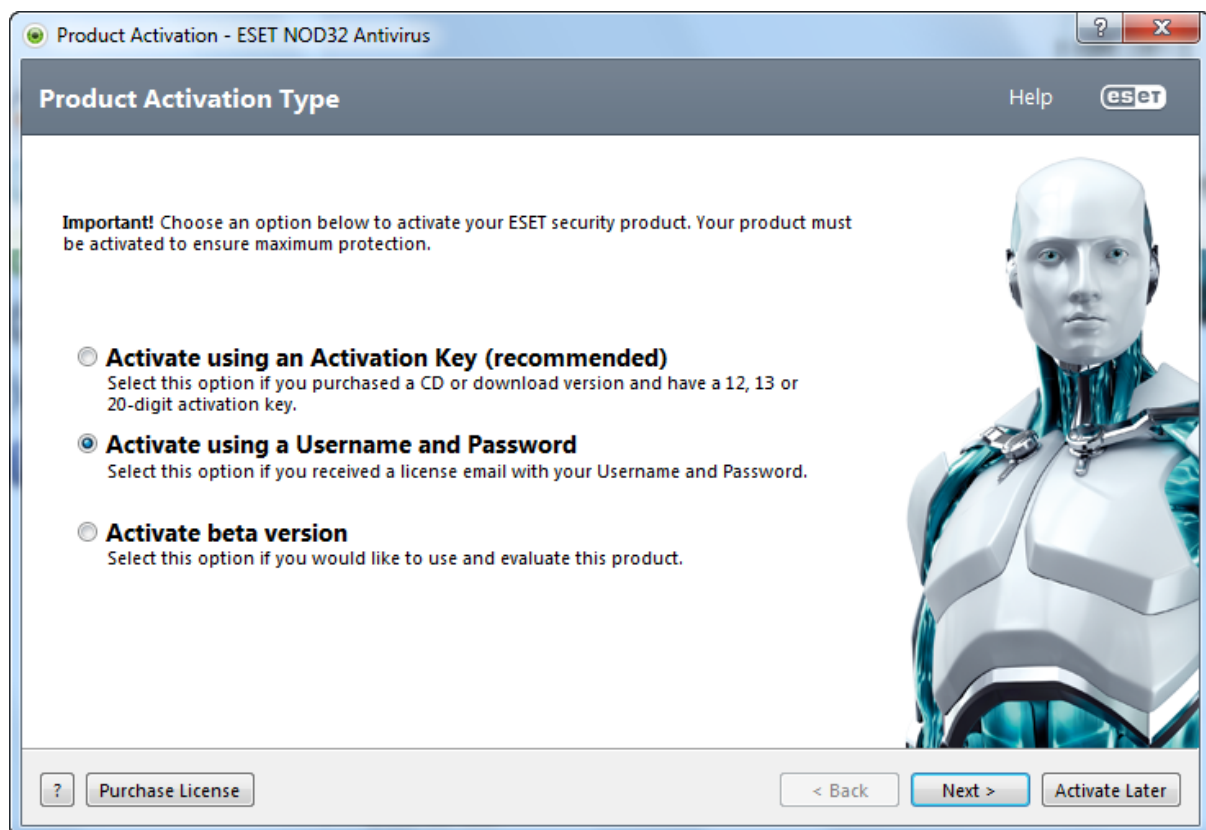 Product Activation - ESET NOD32 Antivirus
?
X
Product Activation Type
Help
eset
Important! Choose an option below to activate your ESET security product. Your product must
be activated to ensure maximum protection.
Activate using an Activation Key (recommended)
Select this option if you purchased a CD or download version and have a 12, 13 or
20-digit activation key.
Activate using a Username and Password
Select this option if you received a license email with your Username and Password.
Activate beta version
Select this option if you would like to use and evaluate this product.
?
Purchase License
< Back
Next >
Activate Later